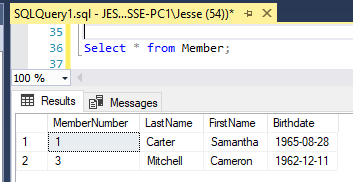 SQLQuery1.sql - JES...SSE-PC1\Jesse (54))*
35
36 Select * from Member;
37
100 %
Results Messages
MemberNumber LastName FirstName Birthdate
1 1 Carter Samantha 1965-08-28
2 3 Mitchell Cameron 1962-12-11